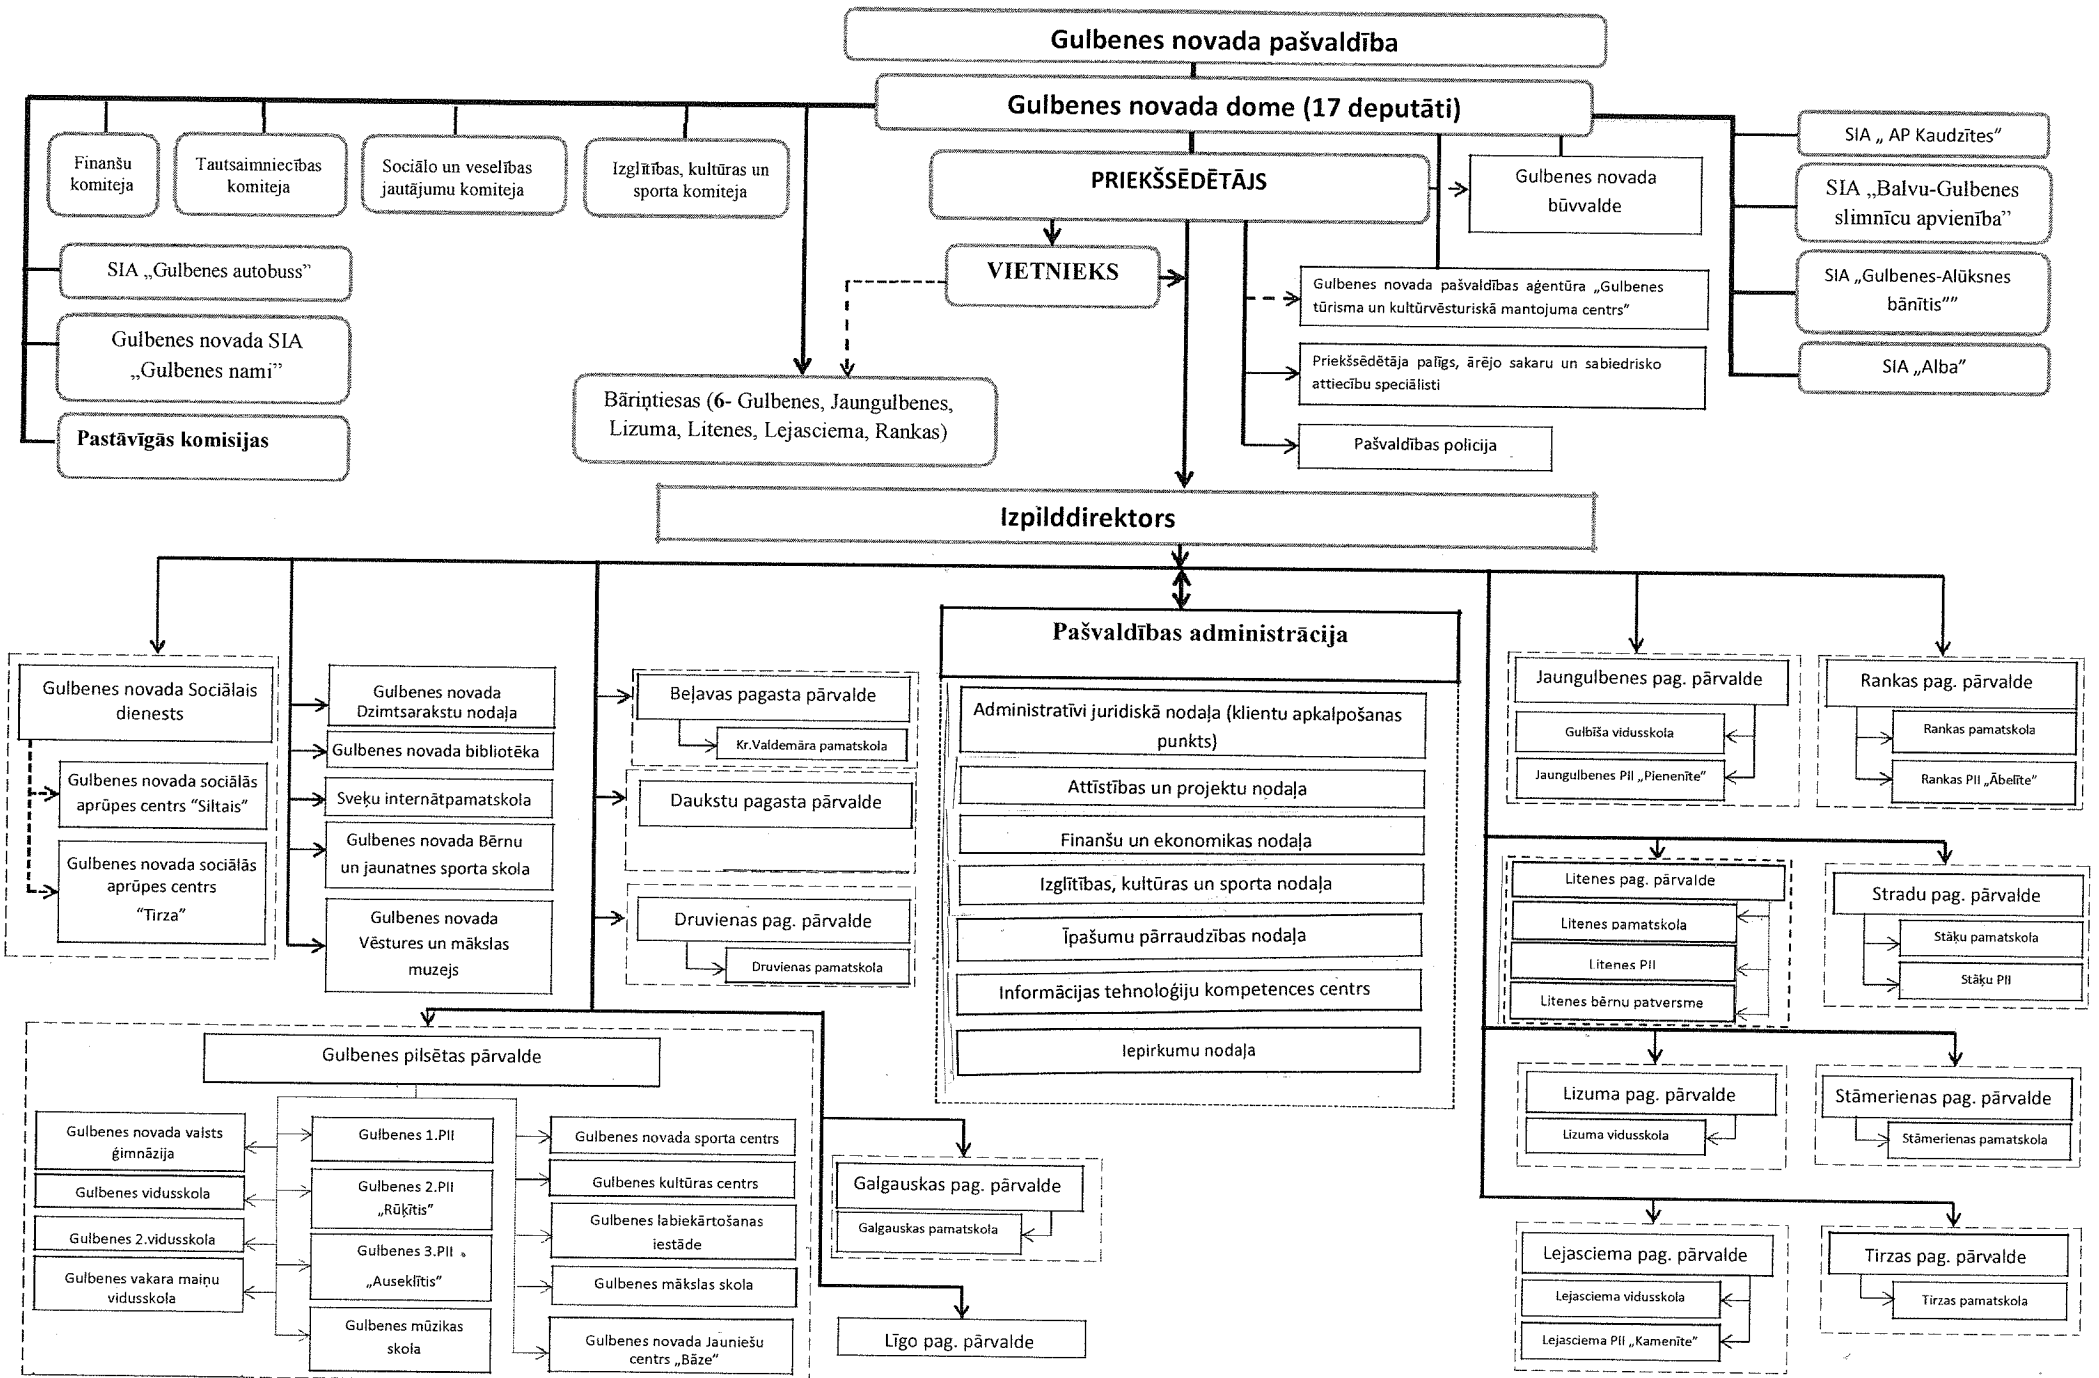 Gulbenes novada pašvaldība
Gulbenes novada dome (17 deputāti)
Finanšu
komiteja
Tautsaimniecības
komiteja
Sociālo un veselības
jautājumu komiteja
Izglītības, kultūras un
sporta komiteja
PRIEKŠSĒDĒTĀJS
Gulbenes novada
būvvalde
SIA „ AP Kaudzītes”
SIA „Balvu-Gulbenes
slimnīcu apvienība”
SIA „Gulbenes-Alūksnes
bānītis””
SIA „Alba”
SIA „Gulbenes autobuss”
Gulbenes novada SIA
„Gulbenes nami”
Pastāvīgās komisijas
VIETNIEKS
Gulbenes novada pašvaldības aģentūra „Gulbenes
tūrisma un kultūrvēsturiskā mantojuma centrs”
Priekšsēdētāja palīgs, ārējo sakaru un sabiedrisko
attiecību speciālisti
Bāriņtiesas (6- Gulbenes, Jaungulbenes,
Lizuma, Litenes, Lejasciema, Rankas)
Pašvaldības policija
Izpilddirektors
Gulbenes novada Sociālais
dienests
Gulbenes novada sociālās
aprūpes centrs “Siltais”
Gulbenes novada sociālās
aprūpes centrs
“Tirza”
Gulbenes novada
Dzimtsarakstu nodaļa
Gulbenes novada bibliotēka
Sveķu internātpamatskola
Gulbenes novada Bērnu
un jaunatnes sporta skola
Gulbenes novada
Vēstures un mākslas
muzejs
Beļavas pagasta pārvalde
Kr.Valdemāra pamatskola
Daukstu pagasta pārvalde
Druvienas pag. pārvalde
Druvienas pamatskola
Pašvaldības administrācija
Administratīvi juridiskā nodaļa (klientu apkalpošanas
punkts)
Attīstības un projektu nodaļa
Finanšu un ekonomikas nodaļa
Izglītības, kultūras un sporta nodaļa
Īpašumu pārraudzības nodaļa
Informācijas tehnoloģiju kompetences centrs
Iepirkumu nodaļa
Jaungulbenes pag. pārvalde
Gulbīša vidusskola
Jaungulbenes PII „Pienenīte”
Rankas pag. pārvalde
Rankas pamatskola
Rankas PII „Ābelīte”
Litenes pag. pārvalde
Litenes pamatskola
Litenes PII
Litenes bērnu patversme
Stradu pag. pārvalde
Stāķu pamatskola
Stāķu PII
Lizuma pag. pārvalde
Lizuma vidusskola
Stāmerienas pag. pārvalde
Stāmerienas pamatskola
Lejasciema pag. pārvalde
Lejasciema vidusskola
Lejasciema PII „Kamenīte”
Tirzas pag. pārvalde
Tirzas pamatskola
Gulbenes pilsētas pārvalde
Gulbenes novada valsts
ģimnāzija
Gulbenes vidusskola
Gulbenes 2.vidusskola
Gulbenes vakara maiņu
vidusskola
Gulbenes 1.PII
Gulbenes 2.PII
„Rūķītis”
Gulbenes 3.PII
„Auseklītis”
Gulbenes mūzikas
skola
Gulbenes novada sporta centrs
Gulbenes kultūras centrs
Gulbenes labiekārtošanas
iestāde
Gulbenes mākslas skola
Gulbenes novada Jauniešu
centrs „Bāze”
Galgauskas pag. pārvalde
Galgauskas pamatskola
Līgo pag. pārvalde